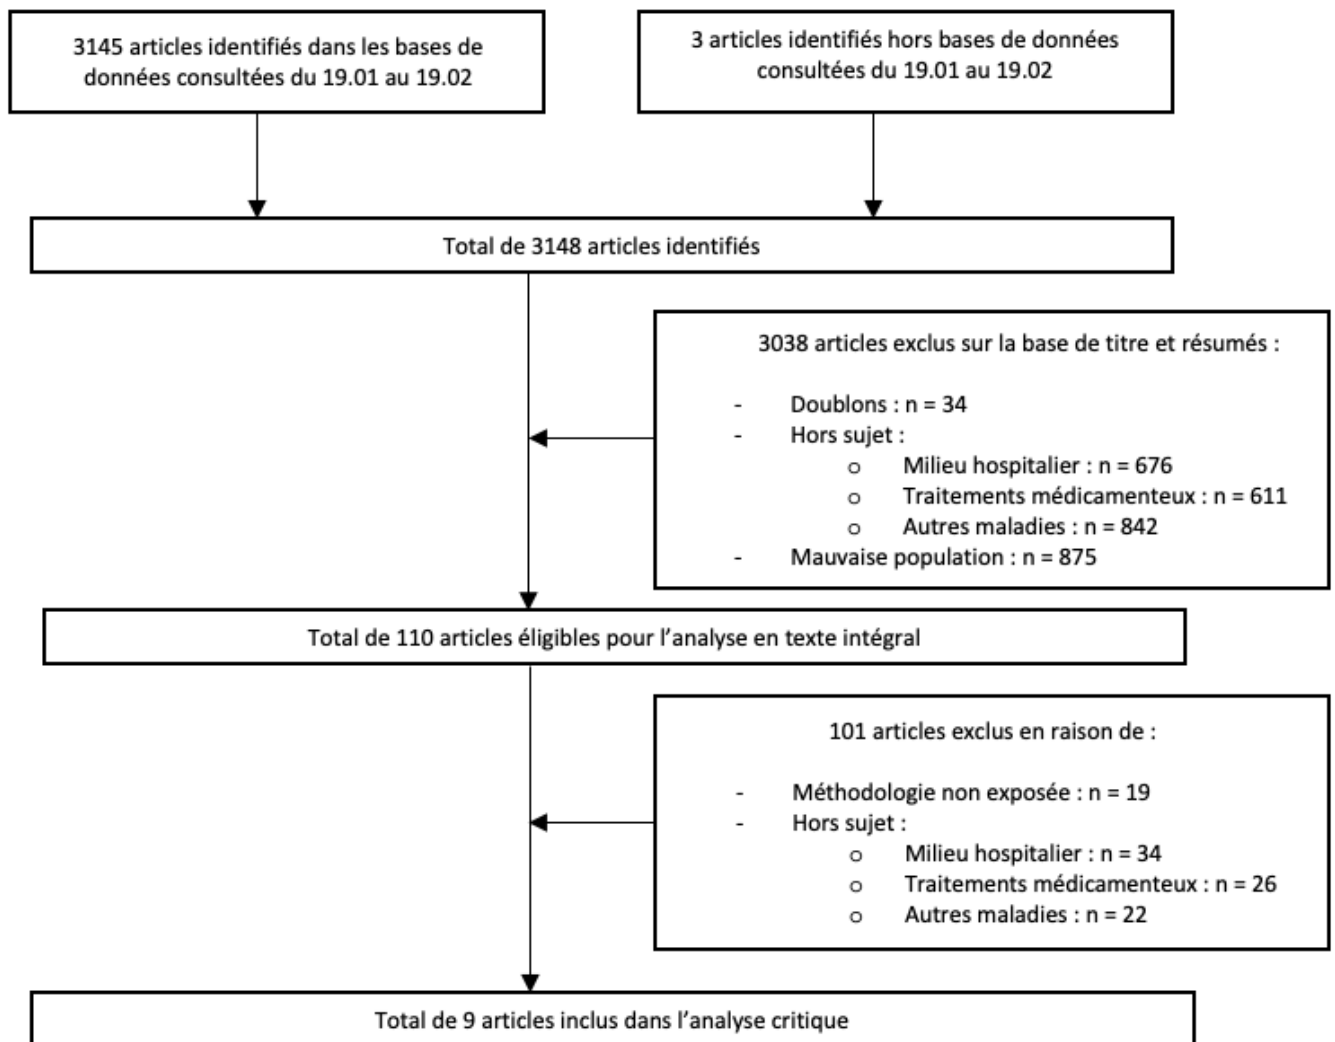 3145 articles identifiés dans les bases de
données consultées du 19.01 au 19.02
3 articles identifiés hors bases de données
consultées du 19.01 au 19.02
Total de 3148 articles identifiés
3038 articles exclus sur la base de titre et résumés :
- Doublons : n = 34
- Hors sujet :
o Milieu hospitalier : n = 676
o Traitements médicamenteux : n = 611
o Autres maladies : n = 842
- Mauvaise population : n = 875
Total de 110 articles éligibles pour l’analyse en texte intégral
101 articles exclus en raison de :
- Méthodologie non exposée : n = 19
- Hors sujet :
o Milieu hospitalier : n = 34
o Traitements médicamenteux : n = 26
o Autres maladies : n = 22
Total de 9 articles inclus dans l’analyse critique